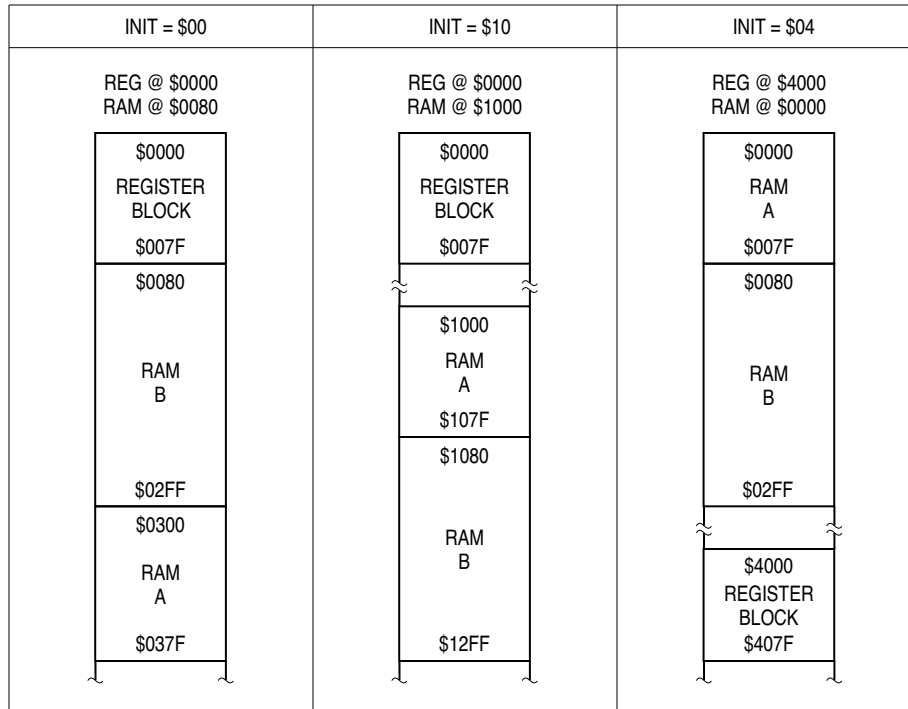 INIT = $00
REG @ $0000
RAM @ $0080
$0000
REGISTER
BLOCK
$007F
$0080
RAM
B
$02FF
$0300
RAM
A
$037F
INIT = $10
REG @ $0000
RAM @ $1000
$0000
REGISTER
BLOCK
$007F
$1000
RAM
A
$107F
$1080
RAM
B
$12FF
INIT = $04
REG @ $4000
RAM @ $0000
$0000
RAM
A
$007F
$0080
RAM
B
$02FF
$4000
REGISTER
BLOCK
$407F